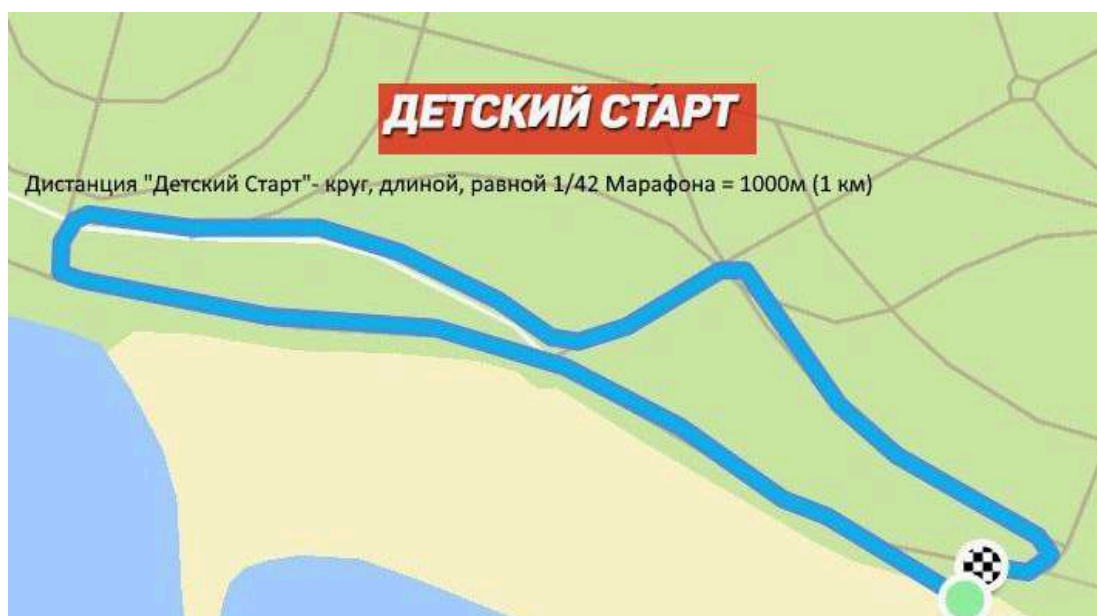 ДЕТСКИЙ СТАРТ
Дистанция "Детский Старт"- круг, длиной, равной 1/42 Марафона = 1000м (1 км)